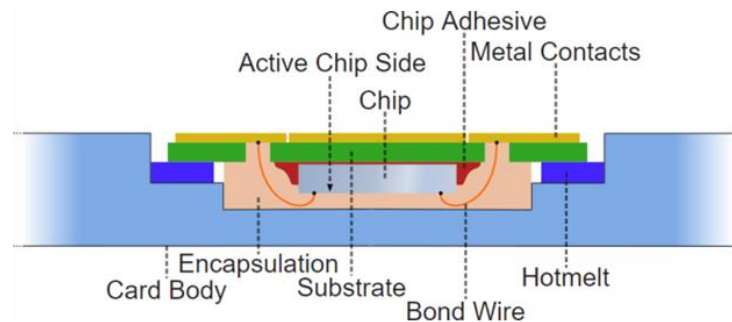 Chip Adhesive
Metal Contacts
Active Chip Side
Chip
Encapsulation
Card Body
Substrate
Bond Wire
Hotmelt